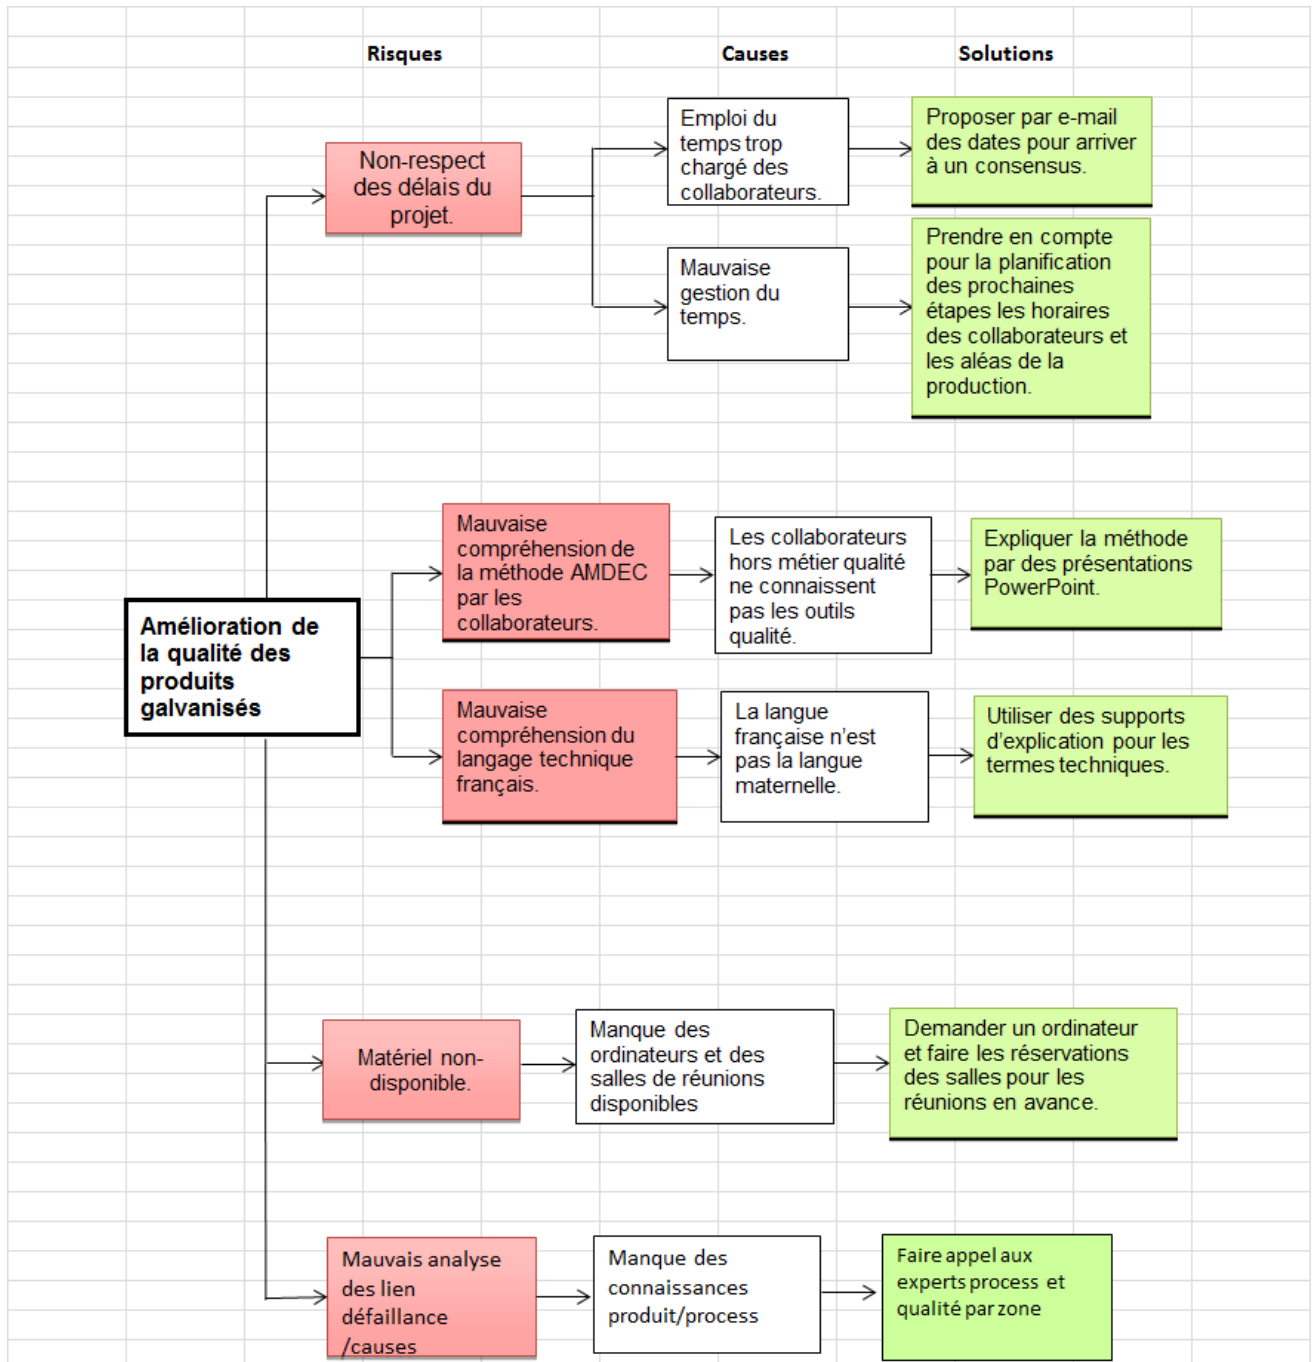 Risques
Causes
Solutions
Non-respect
des délais du
projet.
Emploi du
temps trop
chargé des
collaborateurs.
Proposer par e-mail
des dates pour arriver
à un consensus.
Mauvaise
gestion du
temps.
Prendre en compte
pour la planification
des prochaines
étapes les horaires
des collaborateurs et
les aléas de la
production.
Amélioration de
la qualité des
produits
galvanisés
Mauvaise
compréhension de
la méthode AMDEC
par les
collaborateurs.
Les collaborateurs
hors métier qualité
ne connaissent
pas les outils
qualité.
Expliquer la méthode
par des présentations
PowerPoint.
Mauvaise
compréhension du
langage technique
français.
La langue
française n'est
pas la langue
maternelle.
Utiliser des supports
d'explication pour les
termes techniques.
Matériel non-
disponible.
Manque des
ordinateurs et des
salles de réunions
disponibles
Demander un ordinateur
et faire les réservations
des salles pour les
réunions en avance.
Mauvais analyse
des lien
défaillance
/causes
Manque des
connaissances
produit/process
Faire appel aux
experts process et
qualité par zone